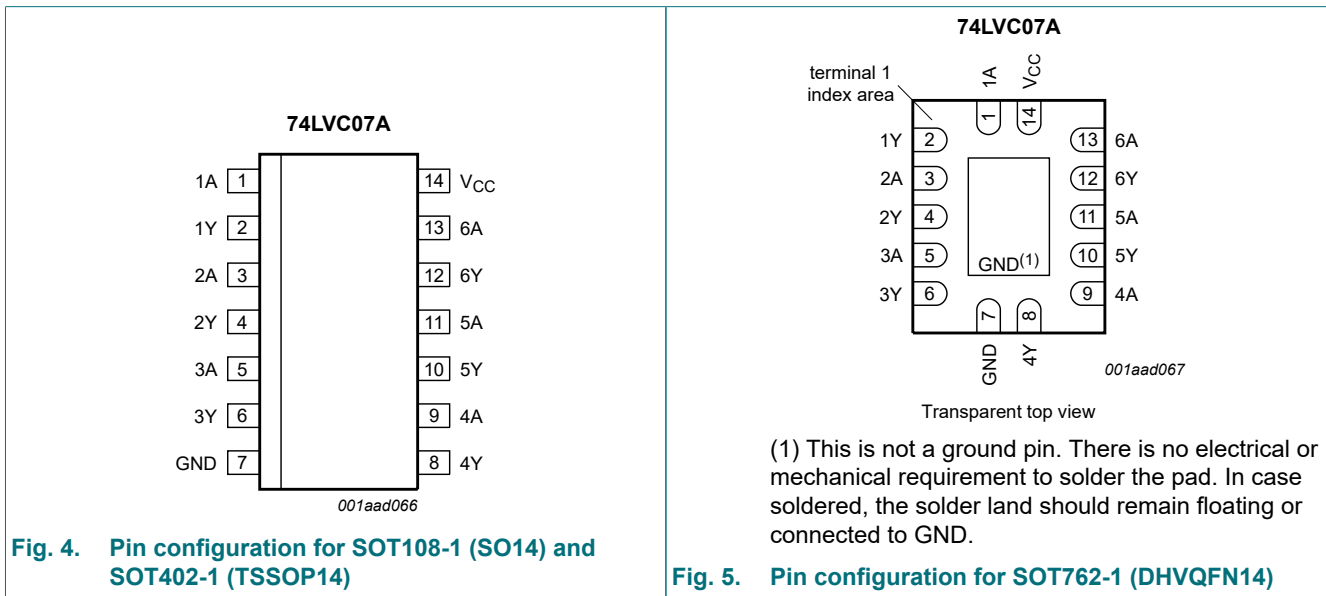 74LVC07A
1A 1 14 VCC
1Y 2 13 6A
2A 3 12 6Y
2Y 4 11 5A
3A 5 10 5Y
3Y 6 9 4A
GND 7 8 4Y
001aad066
Fig. 4. Pin configuration for SOT108-1 (SO14) and
SOT402-1 (TSSOP14)
74LVC07A
terminal 1
index area
1A VCC
1 14
1Y 2 13 6A
2A 3 12 6Y
2Y 4 11 5A
3A 5 10 5Y
GND(1)
3Y 6 9 4A
7 8
GND 4Y
001aad067
Transparent top view
(1) This is not a ground pin. There is no electrical or
mechanical requirement to solder the pad. In case
soldered, the solder land should remain floating or
connected to GND.
Fig. 5. Pin configuration for SOT762-1 (DHVQFN14)